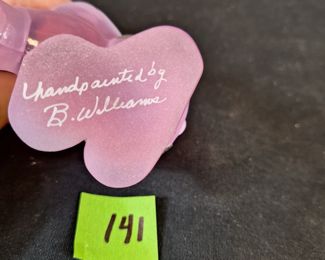 handpainted by
B. Williams
141